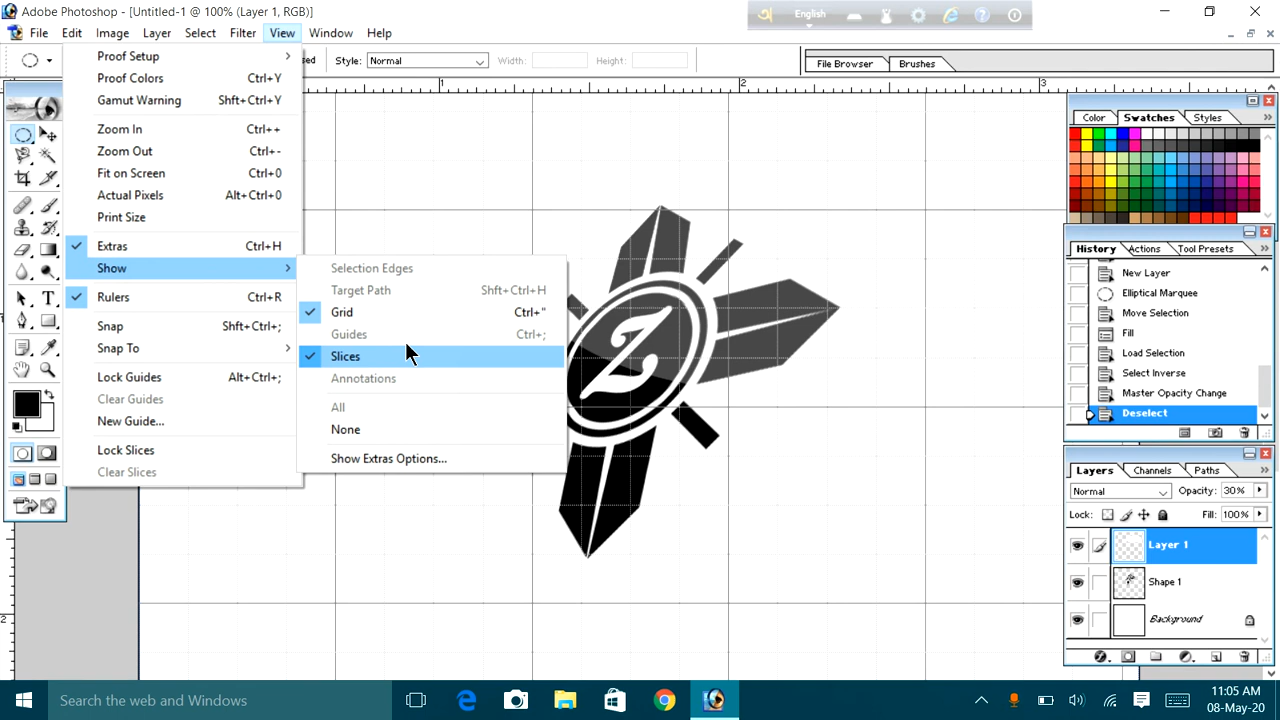 Adobe Photoshop - [Untitled-1 @ 100% (Layer 1, RGB)]
English
File Edit Image Layer Select Filter View Window Help
Style: Normal Width: Height:
File Browser Brushes
1 2 3
Proof Setup
Proof Colors Ctrl+Y
Gamut Warning Shft+Ctrl+Y
Zoom In Ctrl++
Zoom Out Ctrl+-
Fit on Screen Ctrl+0
Actual Pixels Alt+Ctrl+0
Print Size
Extras Ctrl+H
Show
Rulers Ctrl+R
Snap Shft+Ctrl+;
Snap To
Lock Guides Alt+Ctrl+;
Clear Guides
New Guide...
Lock Slices
Clear Slices
Selection Edges
Target Path Shft+Ctrl+H
Grid Ctrl+"
Guides Ctrl+;
Slices
Annotations
All
None
Show Extras Options...
Z
2
Color Swatches Styles
History Actions Tool Presets
New Layer
Elliptical Marquee
Move Selection
Fill
Load Selection
Select Inverse
Master Opacity Change
Deselect
Layers Channels Paths
Normal Opacity: 30%
Lock: Fill: 100%
Layer 1
Shape 1
Background
Search the web and Windows
11:05 AM
08-May-20